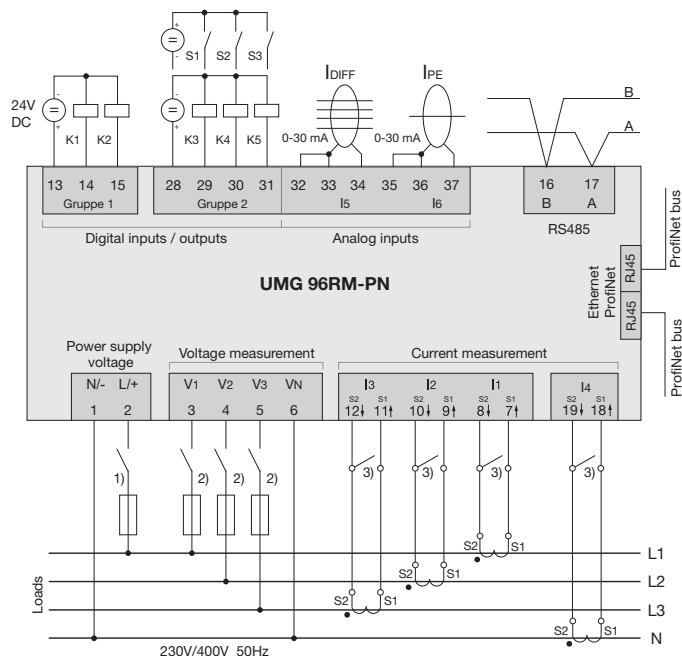 S1 S2 S3
24V
DC
K1 K2
K3 K4 K5
IDIFF
IPE
0-30 mA
0-30 mA
B
A
13 14 15
Gruppe 1
28 29 30 31
Gruppe 2
32 33 34
I5
35 36 37
I6
16 17
B A
RS485
Digital inputs / outputs
Analog inputs
UMG 96RM-PN
Ethernet
ProfiNet
RJ45
RJ45
ProfiNet bus
ProfiNet bus
Power supply
voltage
Voltage measurement
Current measurement
N/- L/+
1 2
V1 V2 V3 VN
3 4 5 6
I3 I2 I1
S2 S1 S2 S1 S2 S1
12 11 10 9 8 7
I4
S2 S1
19 18
1) 2) 2) 2)
3) 3) 3) 3)
S2 S1
L1
S2 S1
L2
S2 S1
L3
S2 S1
N
Loads
230V/400V 50Hz